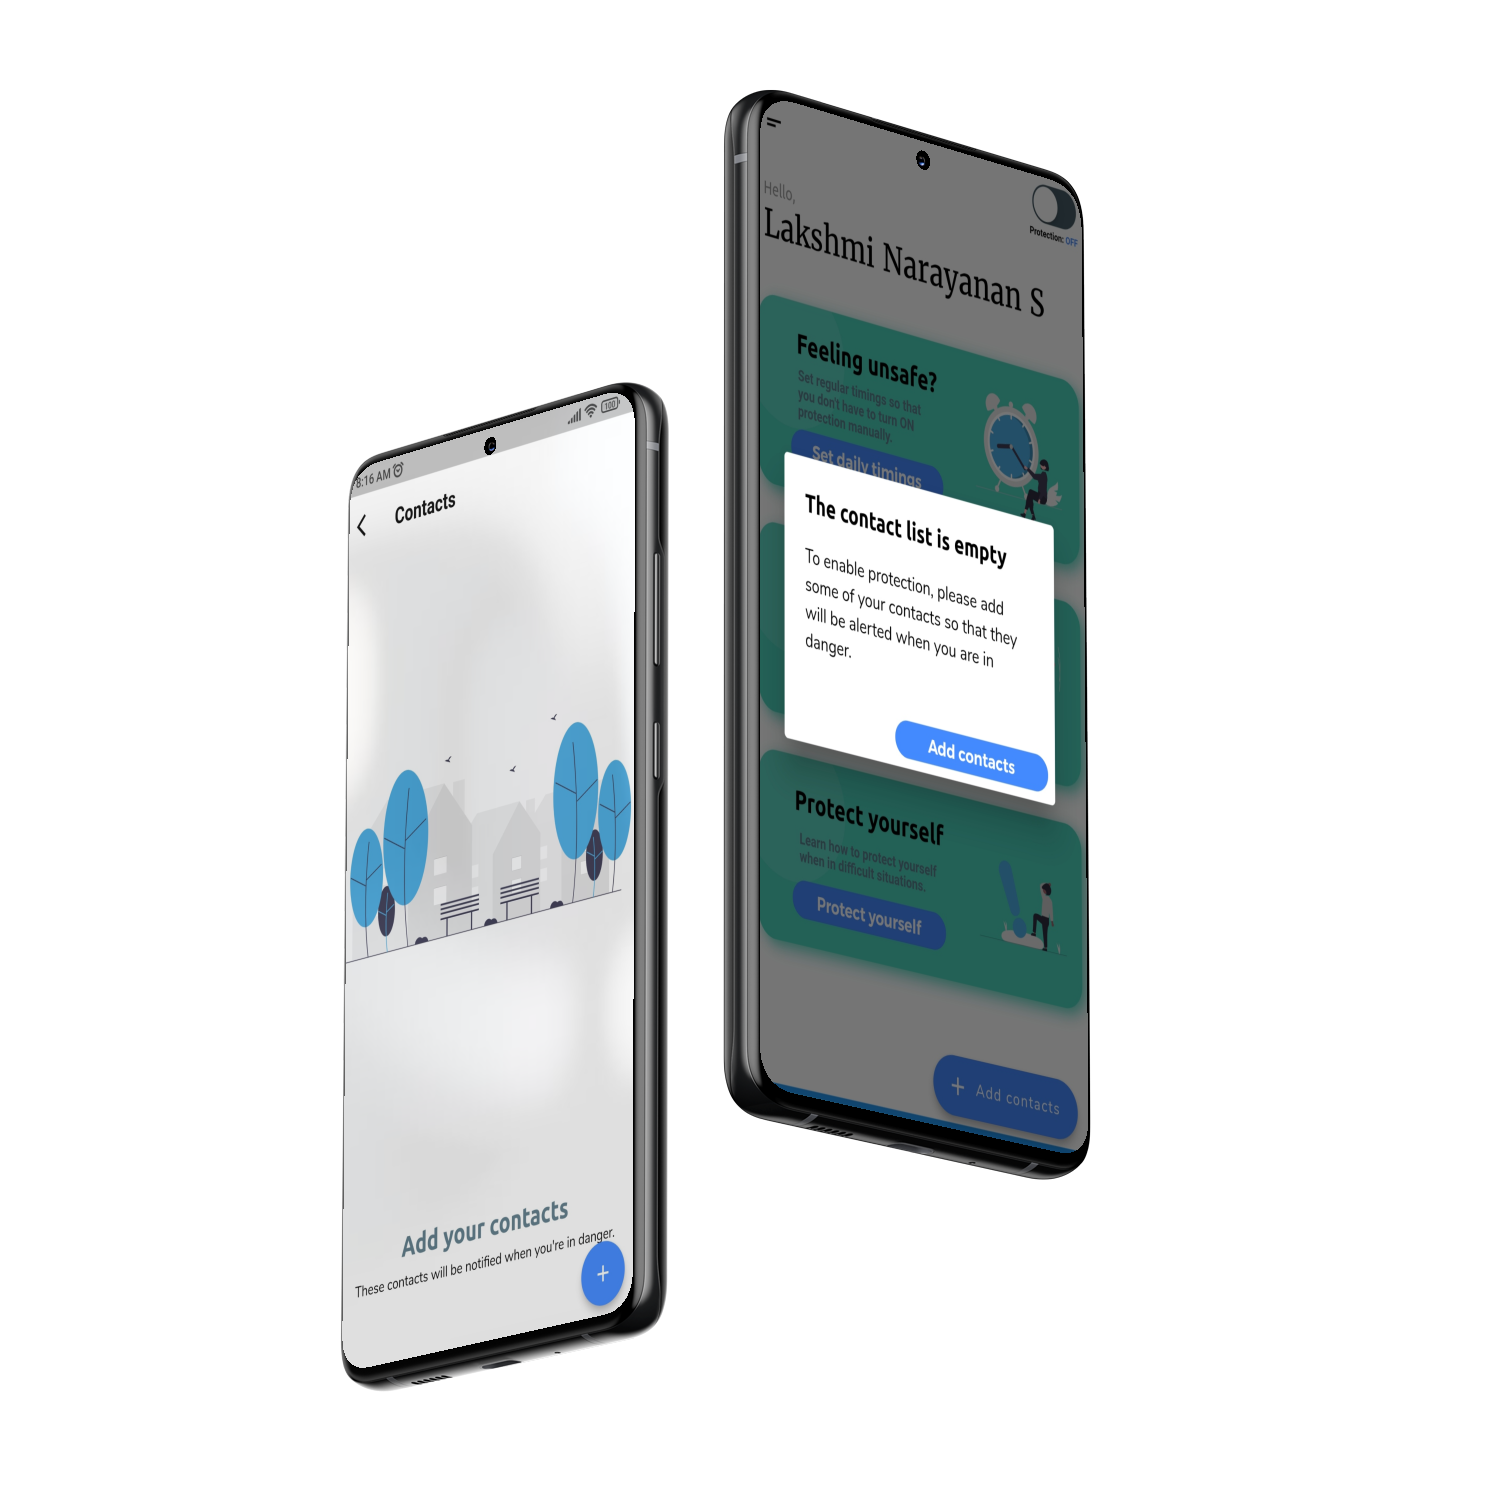 8:16 AM
100
Contacts
Add your contacts
These contacts will be notified when you're in danger.
+
Hello,
Lakshmi Narayanan S
Protection: OFF
Feeling unsafe?
Set regular timings so that
you don't have to turn ON
protection manually.
Set daily timings
The contact list is empty
To enable protection, please add
some of your contacts so that they
will be alerted when you are in
danger.
Add contacts
Protect yourself
Learn how to protect yourself
when in difficult situations.
Protect yourself
+ Add contacts